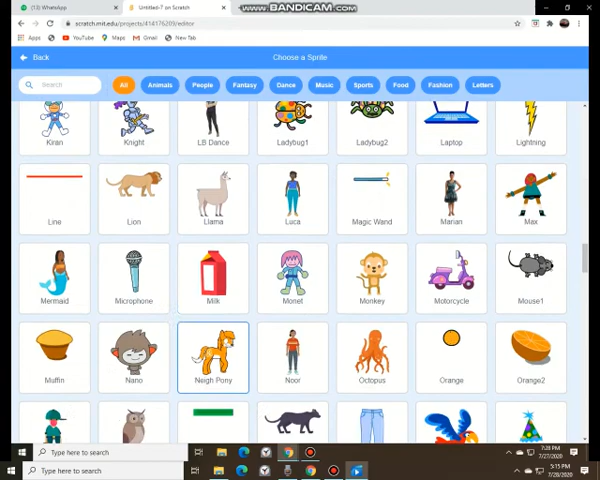 (13) WhatsApp
Untitled-7 on Scratch
WWW.BANDICAM.COM
scratch.mit.edu/projects/414176209/editor
Apps YouTube Maps Gmail New Tab
Back
Choose a Sprite
Search
All Animals People Fantasy Dance Music Sports Food Fashion Letters
Kiran Knight LB Dance Ladybug1 Ladybug2 Laptop Lightning
Line Lion Llama Luca Magic Wand Marian Max
Mermaid Microphone Milk Monet Monkey Motorcycle Mouse1
Muffin Nano Neigh Pony Noor Octopus Orange Orange2
Type here to search
7:28 PM
7/27/2020
Type here to search
5:15 PM
7/28/2020